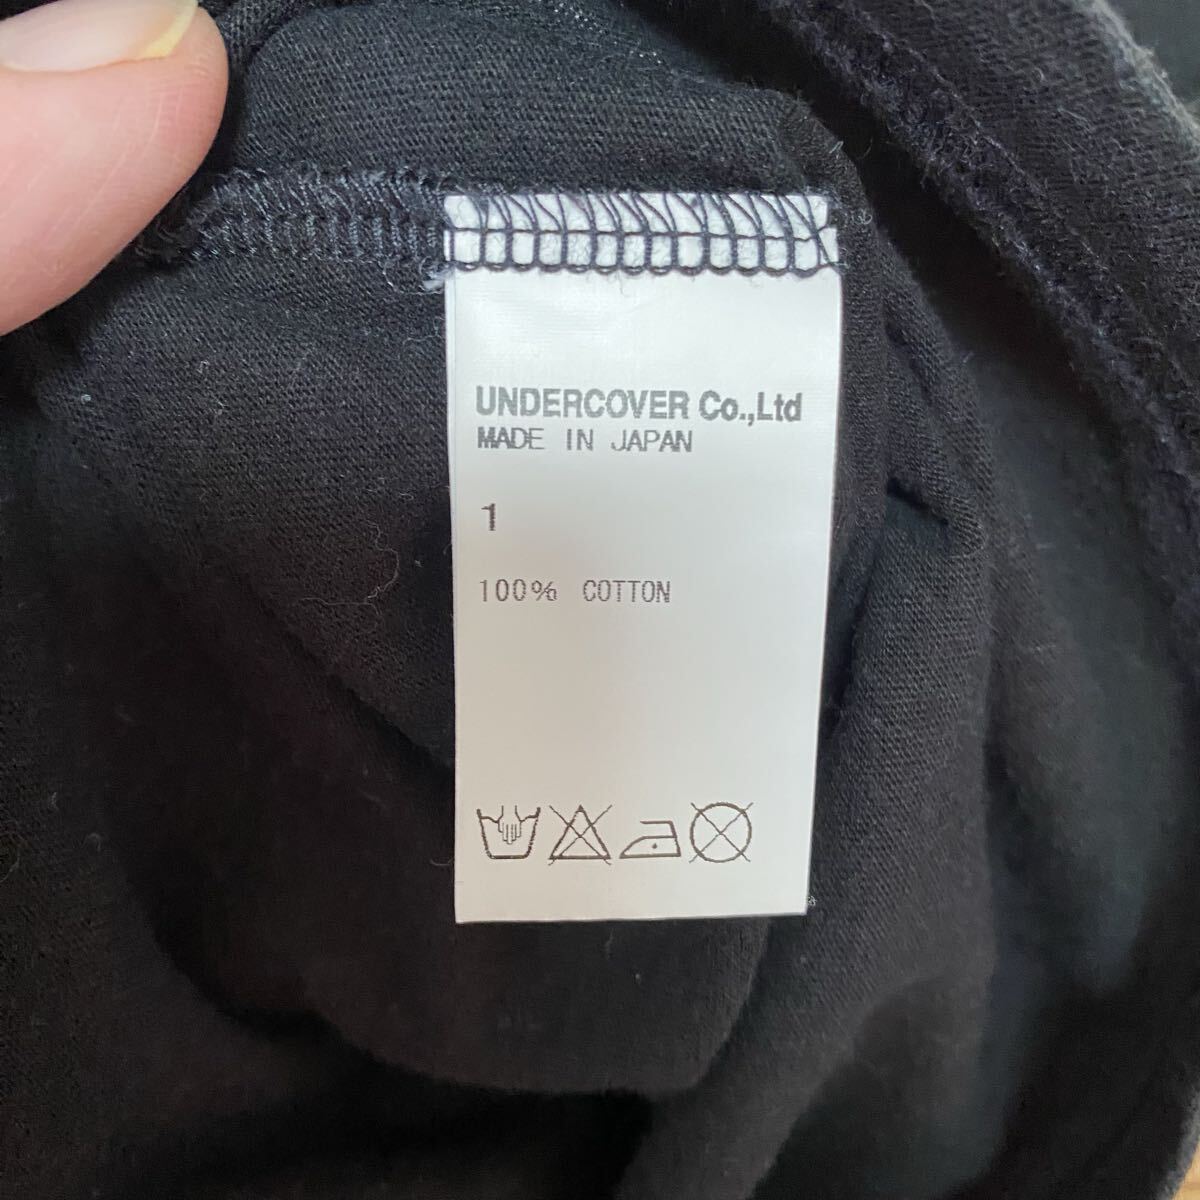 UNDERCOVER Co.,Ltd
MADE IN JAPAN
1
100% COTTON